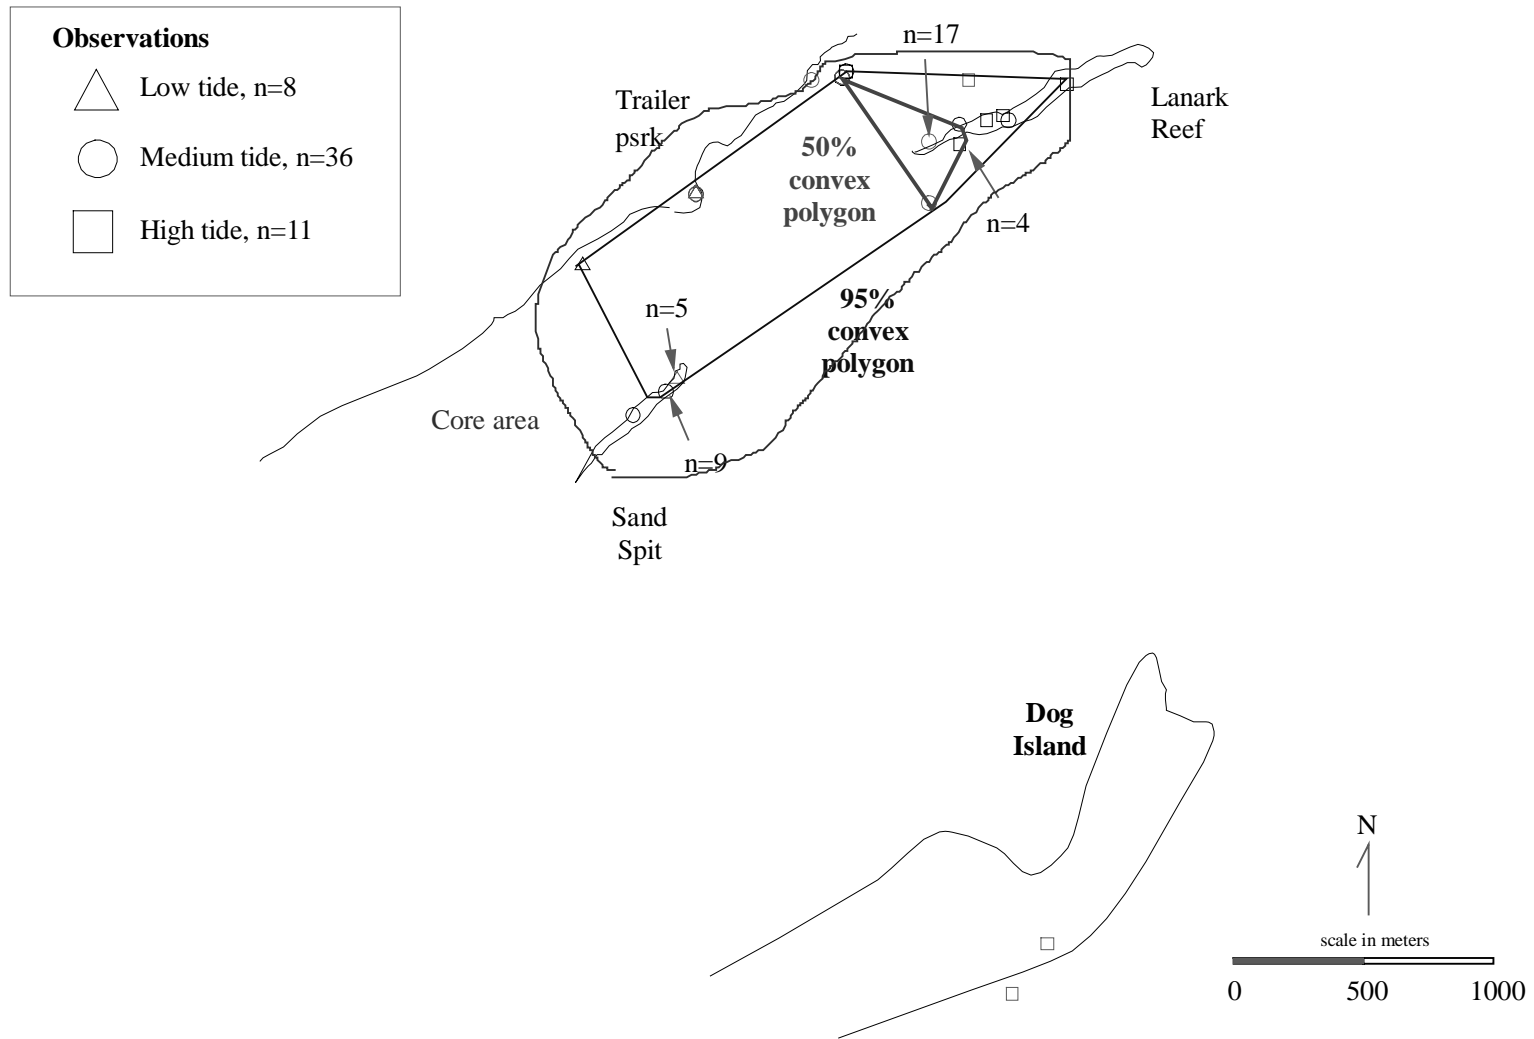 Observations
Low tide, n=8
Medium tide, n=36
High tide, n=11
n=17
Trailer
psrk
Lanark
Reef
50%
convex
polygon
n=4
n=5
95%
convex
polygon
Core area
n=9
Sand
Spit
Dog
Island
N
scale in meters
0 500 1000